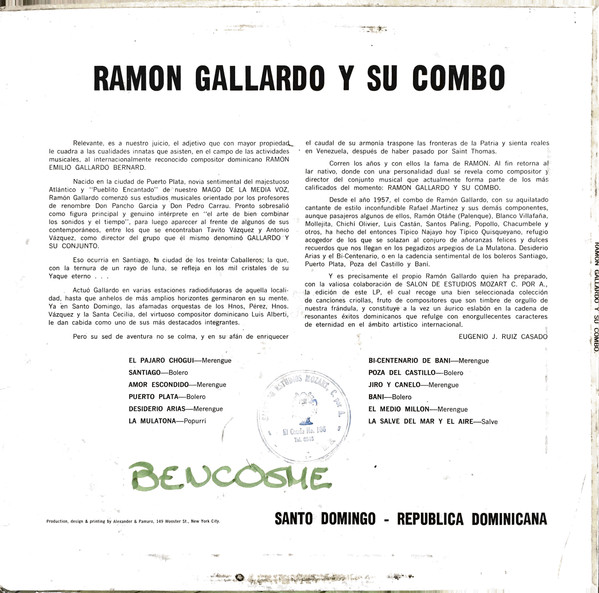 RAMON GALLARDO Y SU COMBO
Relevante, es a nuestro juicio, el adjetivo que con mayor propiedad
le cuadra a las cualidades innatas que asisten, en el campo de las actividades
musicales, al internacionalmente reconocido compositor dominicano RAMON
EMILIO GALLARDO BERNARD.
Nacido en la ciudad de Puerto Plata, novia sentimental del majestuoso
Atlántico y "Pueblito Encantado" de nuestro MAGO DE LA MEDIA VOZ,
Ramón Gallardo comenzó sus estudios musicales orientado por los profesores
de renombre Don Pancho García y Don Pedro Carrau. Pronto sobresalió
como figura principal y genuino intérprete en "el arte de bien combinar
los sonidos y el tiempo", para luego aparecer al frente de algunos de sus
contemporáneos, entre los que se encontraban Tavito Vázquez y Antonio
Vázquez, como director del grupo que él mismo denominó GALLARDO Y
SU CONJUNTO.
Eso ocurría en Santiago, la ciudad de los treinta Caballeros; la que,
con la ternura de un rayo de luna, se refleja en los mil cristales de su
Yaque eterno . . .
Actuó Gallardo en varias estaciones radiodifusoras de aquella locali-
dad, hasta que anhelos de más amplios horizontes germinaron en su mente.
Ya en Santo Domingo, las afamadas orquestas de los Hnos, Pérez, Hnos.
Vázquez y la Santa Cecilia, del virtuoso compositor dominicano Luis Alberti,
le dan cabida como uno de sus más destacados integrantes.
Pero su sed de aventura no se colma, y en su afán de enriquecer
el caudal de su armonía traspone las fronteras de la Patria y sienta reales
en Venezuela, después de haber pasado por Saint Thomas.
Corren los años y con ellos la fama de RAMON. Al fin retorna al
lar nativo, donde con una personalidad dual se revela como compositor y
director del conjunto musical que actualmente forma parte de los más
calificados del momento: RAMON GALLARDO Y SU COMBO.
Desde el año 1957, el combo de Ramón Gallardo, con su aquilatado
cantante de estilo inconfundible Rafael Martínez y sus demás componentes,
aunque pasajeros algunos de ellos, Ramón Otáñe (Palenque), Blanco Villafaña,
Mollejita, Chichí Olivier, Luis Castán, Santos Paling, Popollo, Chacumbele y
otros, ha hecho del entonces Típico Najayo hoy Típico Quisqueyano, refugio
acogedor de los que se solazan al conjuro de añoranzas felices y dulces
recuerdos que nos llegan en los pegadizos arpegios de La Mulatona. Desiderio
Arias y el Bi-Centenario, o en la cadencia sentimental de los boleros Santiago,
Puerto Plata, Poza del Castillo y Baní.
Y es precisamente el propio Ramón Gallardo quien ha preparado,
con la valiosa colaboración de SALON DE ESTUDIOS MOZART C. POR A.,
la edición de este LP, el cual recoge una bien seleccionada colección
de canciones criollas, fruto de compositores que son timbre de orgullo de
nuestra frándula, y constituye a la vez un áurico eslabón en la cadena de
resonantes éxitos dominicanos que refulge con enorgullecentes caracteres
de eternidad en el ámbito artístico internacional.
EUGENIO J. RUIZ CASADO
EL PAJARO CHOGUI—Merengue
SANTIAGO—Bolero
AMOR ESCONDIDO—Merengue
PUERTO PLATA—Bolero
DESIDERIO ARIAS—Merengue
LA MULATONA—Popurrí
BI-CENTENARIO DE BANI—Merengue
POZA DEL CASTILLO—Bolero
JIRO Y CANELO—Merengue
BANI—Bolero
EL MEDIO MILLON—Merengue
LA SALVE DEL MAR Y EL AIRE—Salve
BENCOSME
Production, design & printing by Alexander & Pamaro, 149 Wooster St., New York City.
SANTO DOMINGO - REPUBLICA DOMINICANA
RAMON GALLARDO Y SU COMBO